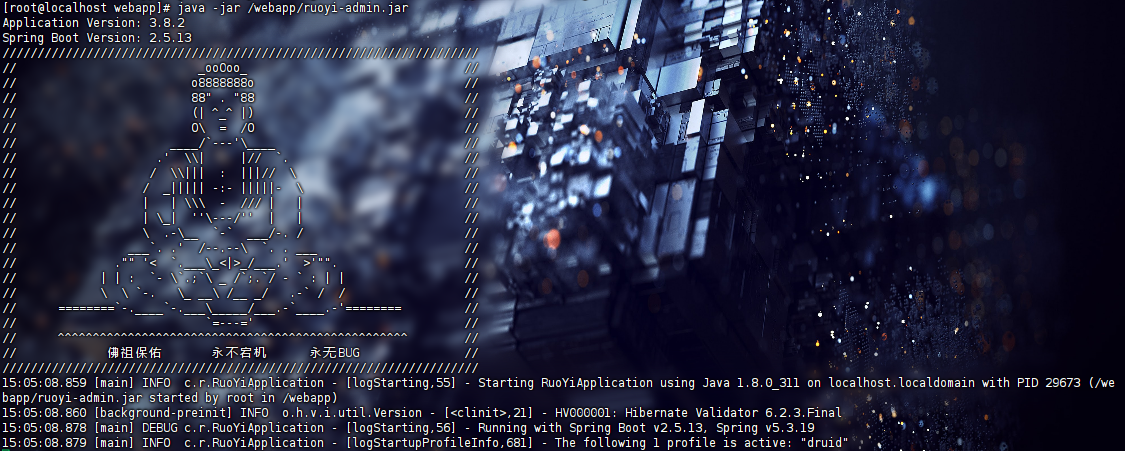 [root@localhost webapp]# java -jar /webapp/ruoyi-admin.jar
Application Version: 3.8.2
Spring Boot Version: 2.5.13
////////////////////////////////////////////////////////////////////
//                          _ooOoo_                               //
//                         o8888888o                              //
//                         88" . "88                              //
//                         (| ^_^ |)                              //
//                         O\  =  /O                              //
//                      ____/`---'\____                           //
//                    .'  \\|     |//  `.                         //
//                   /  \\|||  :  |||//  \                        //
//                  /  _||||| -:- |||||-  \                       //
//                  |   | \\\  -  /// |   |                       //
//                  | \_|  ''\---/''  |   |                       //
//                  \  .-\__  `-`  ___/-. /                       //
//                ___`. .'  /--.--\  `. . ___                     //
//              ."" '<  `.___\_<|>_/___.'  >'"".                  //
//            | | :  `- \`.;`\ _ /`;.`/ - ` : | |                 //
//            \  \ `-.   \_ __\ /__ _/   .-` /  /                 //
//      ========`-.____`-.___\_____/___.-`____.-'========         //
//                           `=---='                              //
//      ^^^^^^^^^^^^^^^^^^^^^^^^^^^^^^^^^^^^^^^^^^^^^^^^^^        //
//             佛祖保佑       永不宕机      永无BUG               //
////////////////////////////////////////////////////////////////////
15:05:08.859 [main] INFO  c.r.RuoYiApplication - [logStarting,55] - Starting RuoYiApplication using Java 1.8.0_311 on localhost.localdomain with PID 29673 (/we
bapp/ruoyi-admin.jar started by root in /webapp)
15:05:08.860 [background-preinit] INFO  o.h.v.i.util.Version - [<clinit>,21] - HV000001: Hibernate Validator 6.2.3.Final
15:05:08.878 [main] DEBUG c.r.RuoYiApplication - [logStarting,56] - Running with Spring Boot v2.5.13, Spring v5.3.19
15:05:08.879 [main] INFO  c.r.RuoYiApplication - [logStartupProfileInfo,681] - The following 1 profile is active: "druid"